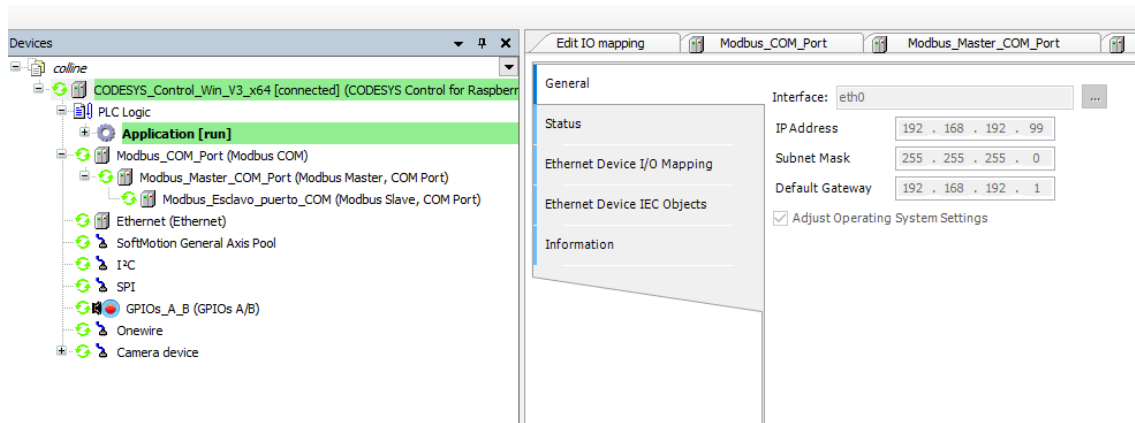 Devices
colline
CODESYS_Control_Win_V3_x64 [connected] (CODESYS Control for Raspberr
PLC Logic
Application [run]
Modbus_COM_Port (Modbus COM)
Modbus_Master_COM_Port (Modbus Master, COM Port)
Modbus_Esclavo_puerto_COM (Modbus Slave, COM Port)
Ethernet (Ethernet)
SoftMotion General Axis Pool
I²C
SPI
GPIOs_A_B (GPIOs A/B)
Onewire
Camera device
Edit IO mapping
Modbus_COM_Port
Modbus_Master_COM_Port
General
Status
Ethernet Device I/O Mapping
Ethernet Device IEC Objects
Information
Interface: eth0 ...
IP Address 192 . 168 . 192 . 99
Subnet Mask 255 . 255 . 255 . 0
Default Gateway 192 . 168 . 192 . 1
Adjust Operating System Settings